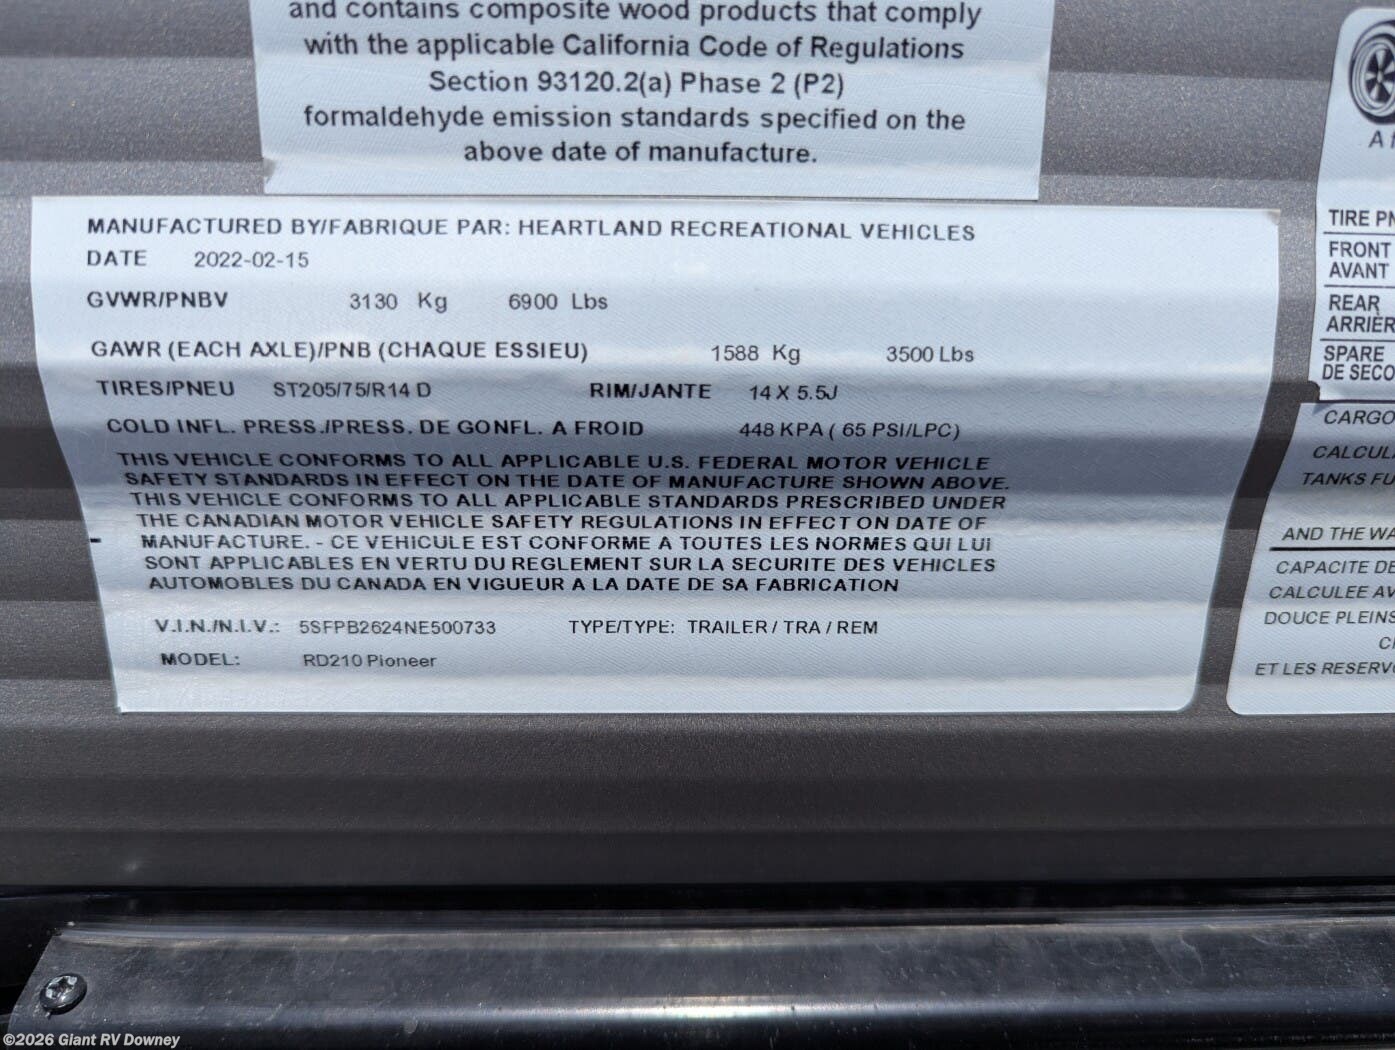 and contains composite wood products that comply
with the applicable California Code of Regulations
Section 93120.2(a) Phase 2 (P2)
formaldehyde emission standards specified on the
above date of manufacture.
MANUFACTURED BY/FABRIQUE PAR: HEARTLAND RECREATIONAL VEHICLES
DATE 2022-02-15
GVWR/PNBV 3130 Kg 6900 Lbs
GAWR (EACH AXLE)/PNB (CHAQUE ESSIEU) 1588 Kg 3500 Lbs
TIRES/PNEU ST205/75/R14 D RIM/JANTE 14 X 5.5J
COLD INFL. PRESS./PRESS. DE GONFL. A FROID 448 KPA ( 65 PSI/LPC)
THIS VEHICLE CONFORMS TO ALL APPLICABLE U.S. FEDERAL MOTOR VEHICLE
SAFETY STANDARDS IN EFFECT ON THE DATE OF MANUFACTURE SHOWN ABOVE.
THIS VEHICLE CONFORMS TO ALL APPLICABLE STANDARDS PRESCRIBED UNDER
THE CANADIAN MOTOR VEHICLE SAFETY REGULATIONS IN EFFECT ON DATE OF
MANUFACTURE. - CE VEHICULE EST CONFORME A TOUTES LES NORMES QUI LUI
SONT APPLICABLES EN VERTU DU REGLEMENT SUR LA SECURITE DES VEHICLES
AUTOMOBLES DU CANADA EN VIGUEUR A LA DATE DE SA FABRICATION
V.I.N./N.I.V.: 5SFPB2624NE500733 TYPE/TYPE: TRAILER / TRA / REM
MODEL: RD210 Pioneer
TIRE
FRONT
AVANT
REAR
SPARE
DE
TANKS
AND THE
CAPACITE
DOUCE PLEINS
ET LES
©2026 Giant RV Downey